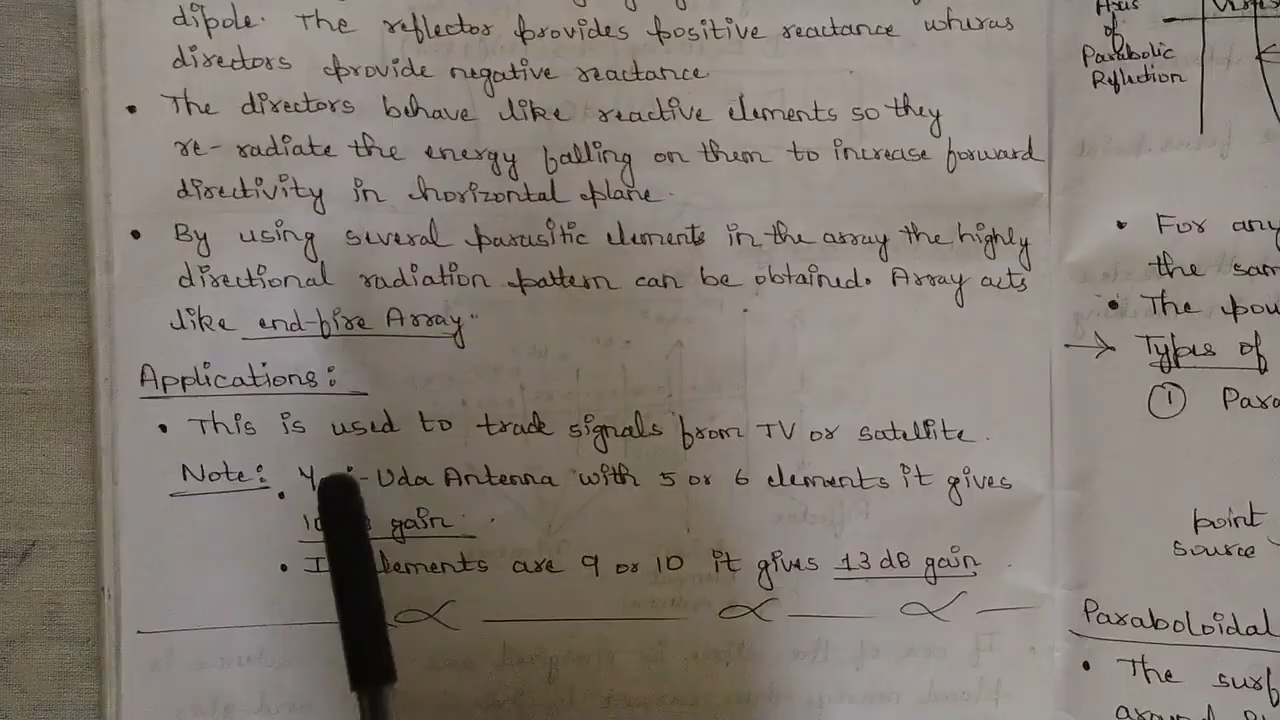 dipole. The reflector provides positive reactance wheras
directors provide negative reactance
• The directors behave like reactive elements so they
re-radiate the energy falling on them to increase forward
directivity in horizontal plane.
• By using several parasitic elements in the array the highly
directional radiation pattern can be obtained. Array acts
like end-fire Array"
Applications:
• This is used to track signals from TV or satellite.
Note: • -Uda Antenna with 5 or 6 elements it gives
gain.
• elements are 9 or 10 it gives 13 dB gain.
Axis
of
Parabolic
Reflection
• For any
the sam
• The pow
→ Types of
① Para
point
source
Paraboloidal
• The surf
around